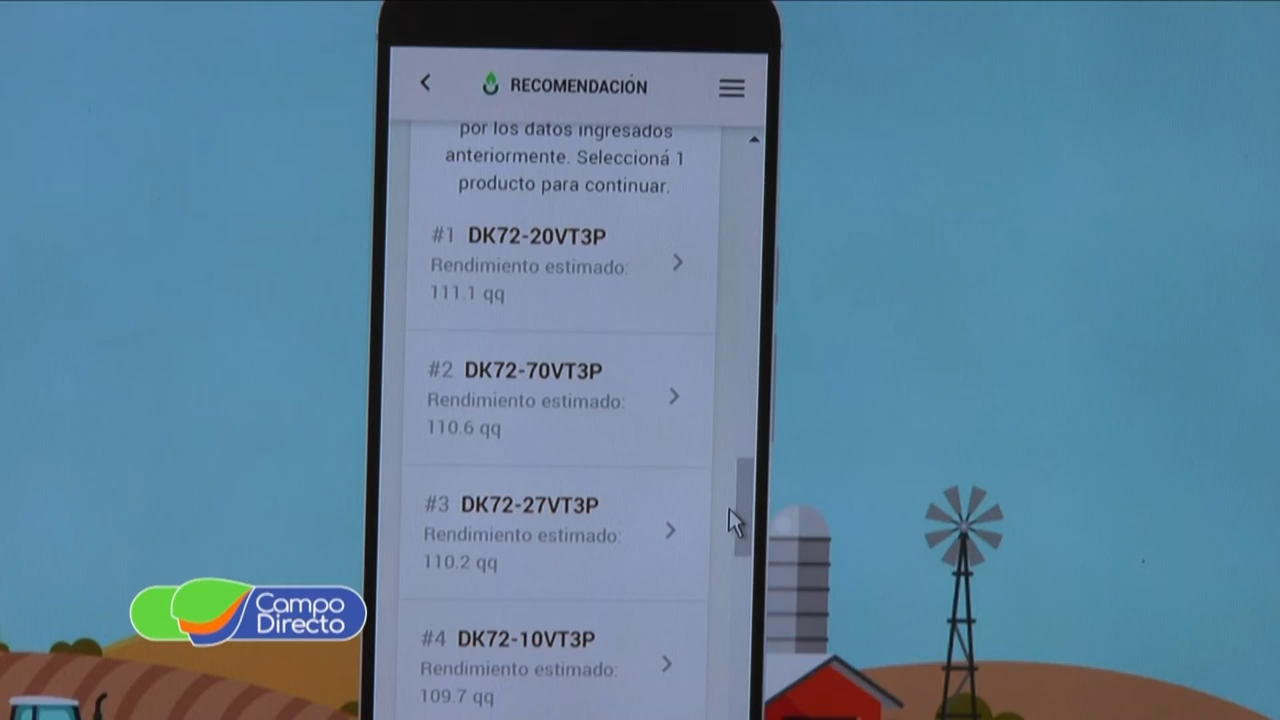 RECOMENDACIÓN
por los datos ingresados
anteriormente. Seleccioná 1
producto para continuar.
#1 DK72-20VT3P
Rendimiento estimado:
111.1 qq
#2 DK72-70VT3P
Rendimiento estimado:
110.6 qq
#3 DK72-27VT3P
Rendimiento estimado:
110.2 qq
#4 DK72-10VT3P
Rendimiento estimado:
109.7 qq
Campo
Directo